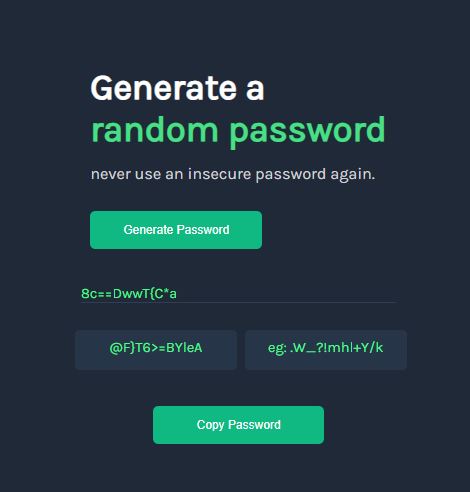 Generate a
random password
never use an insecure password again.
Generate Password
8c==DwwT{C*a
@F}T6>=BYleA
eg: .W_?!mhl+Y/k
Copy Password